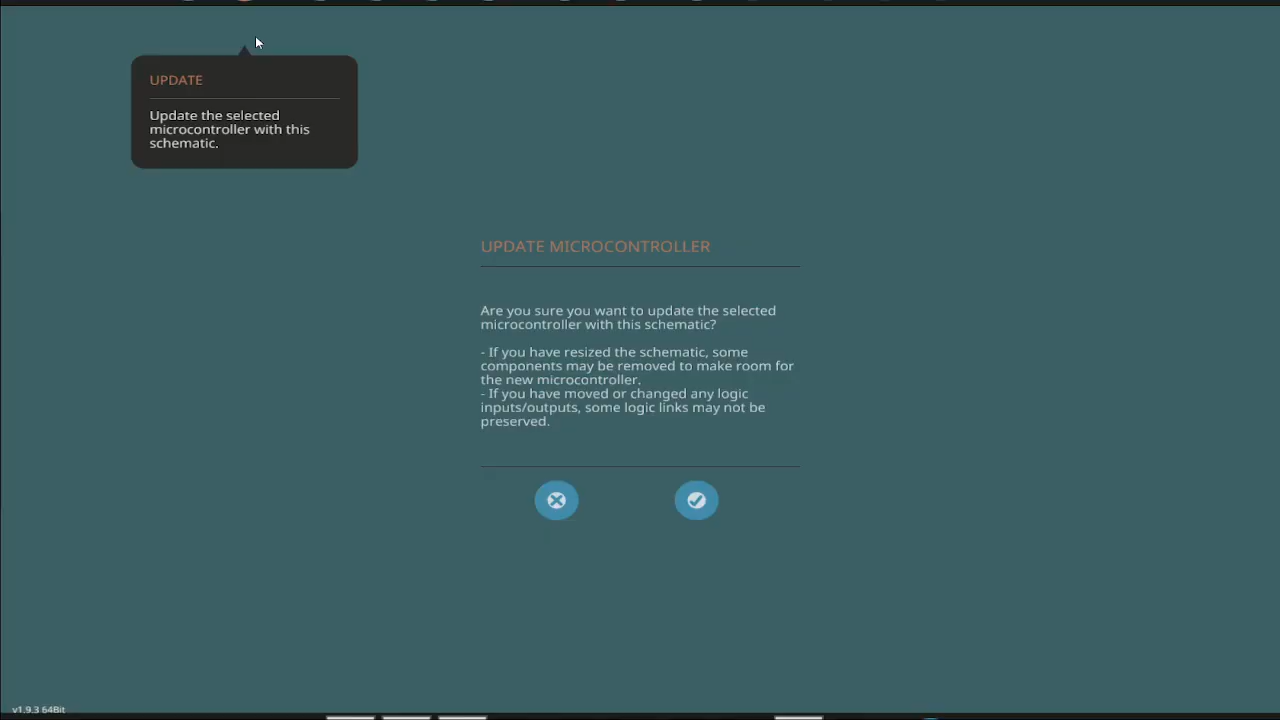 UPDATE
Update the selected
microcontroller with this
schematic.
UPDATE MICROCONTROLLER
Are you sure you want to update the selected
microcontroller with this schematic?
- If you have resized the schematic, some
components may be removed to make room for
the new microcontroller.
- If you have moved or changed any logic
inputs/outputs, some logic links may not be
preserved.
v1.9.3 64Bit